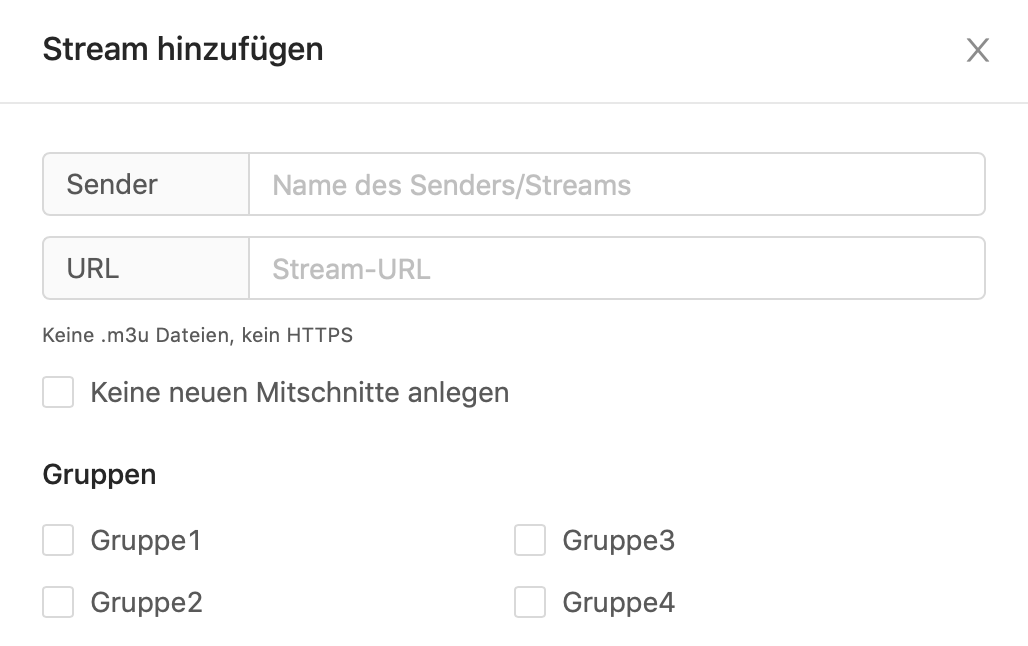 Stream hinzufügen
Sender Name des Senders/Streams
URL Stream-URL
Keine .m3u Dateien, kein HTTPS
Keine neuen Mitschnitte anlegen
Gruppen
Gruppe1 Gruppe3
Gruppe2 Gruppe4